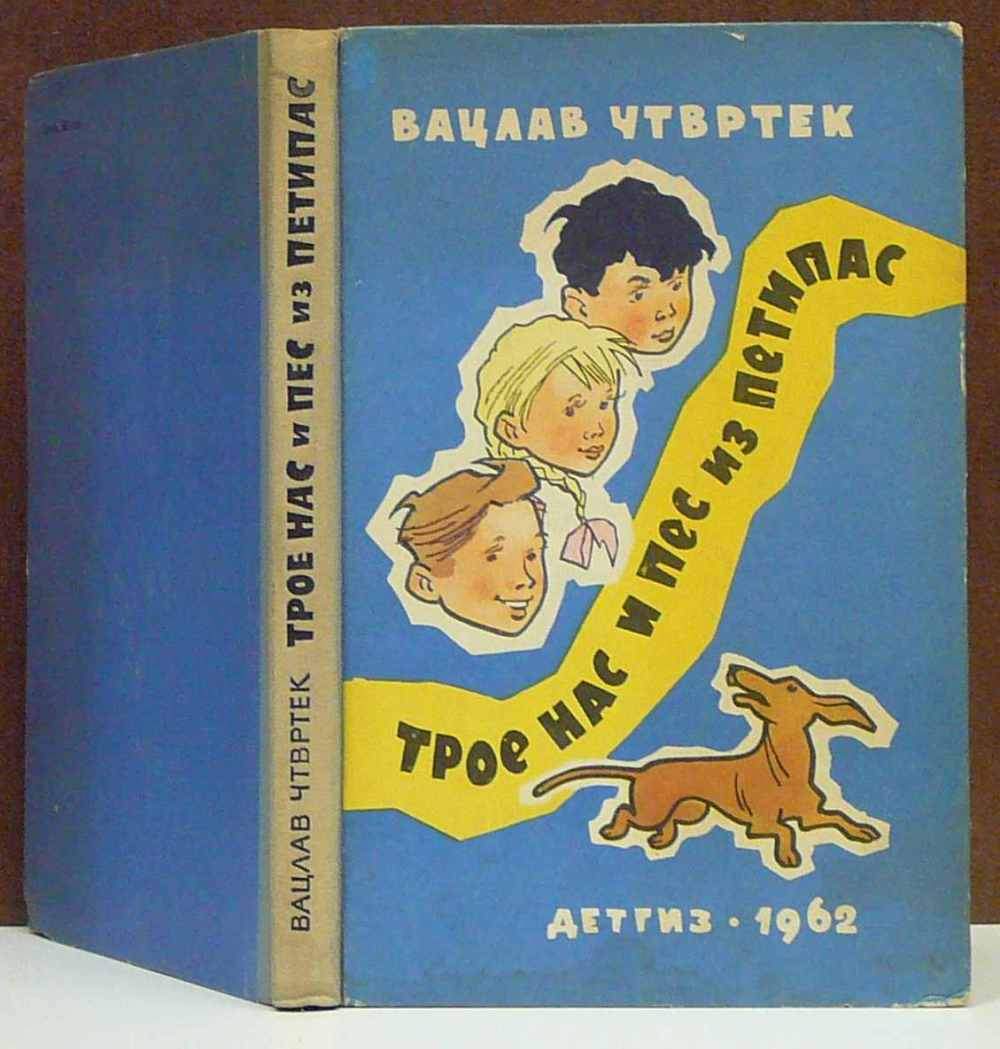 ВАЦЛАВ ЧТВРТЕК
ТРОЕ НАС И ПЕС ИЗ ПЕТИПАС
ДЕТГИЗ · 1962
ВАЦЛАВ ЧТВРТЕК ТРОЕ НАС И ПЕС ИЗ ПЕТИПАС